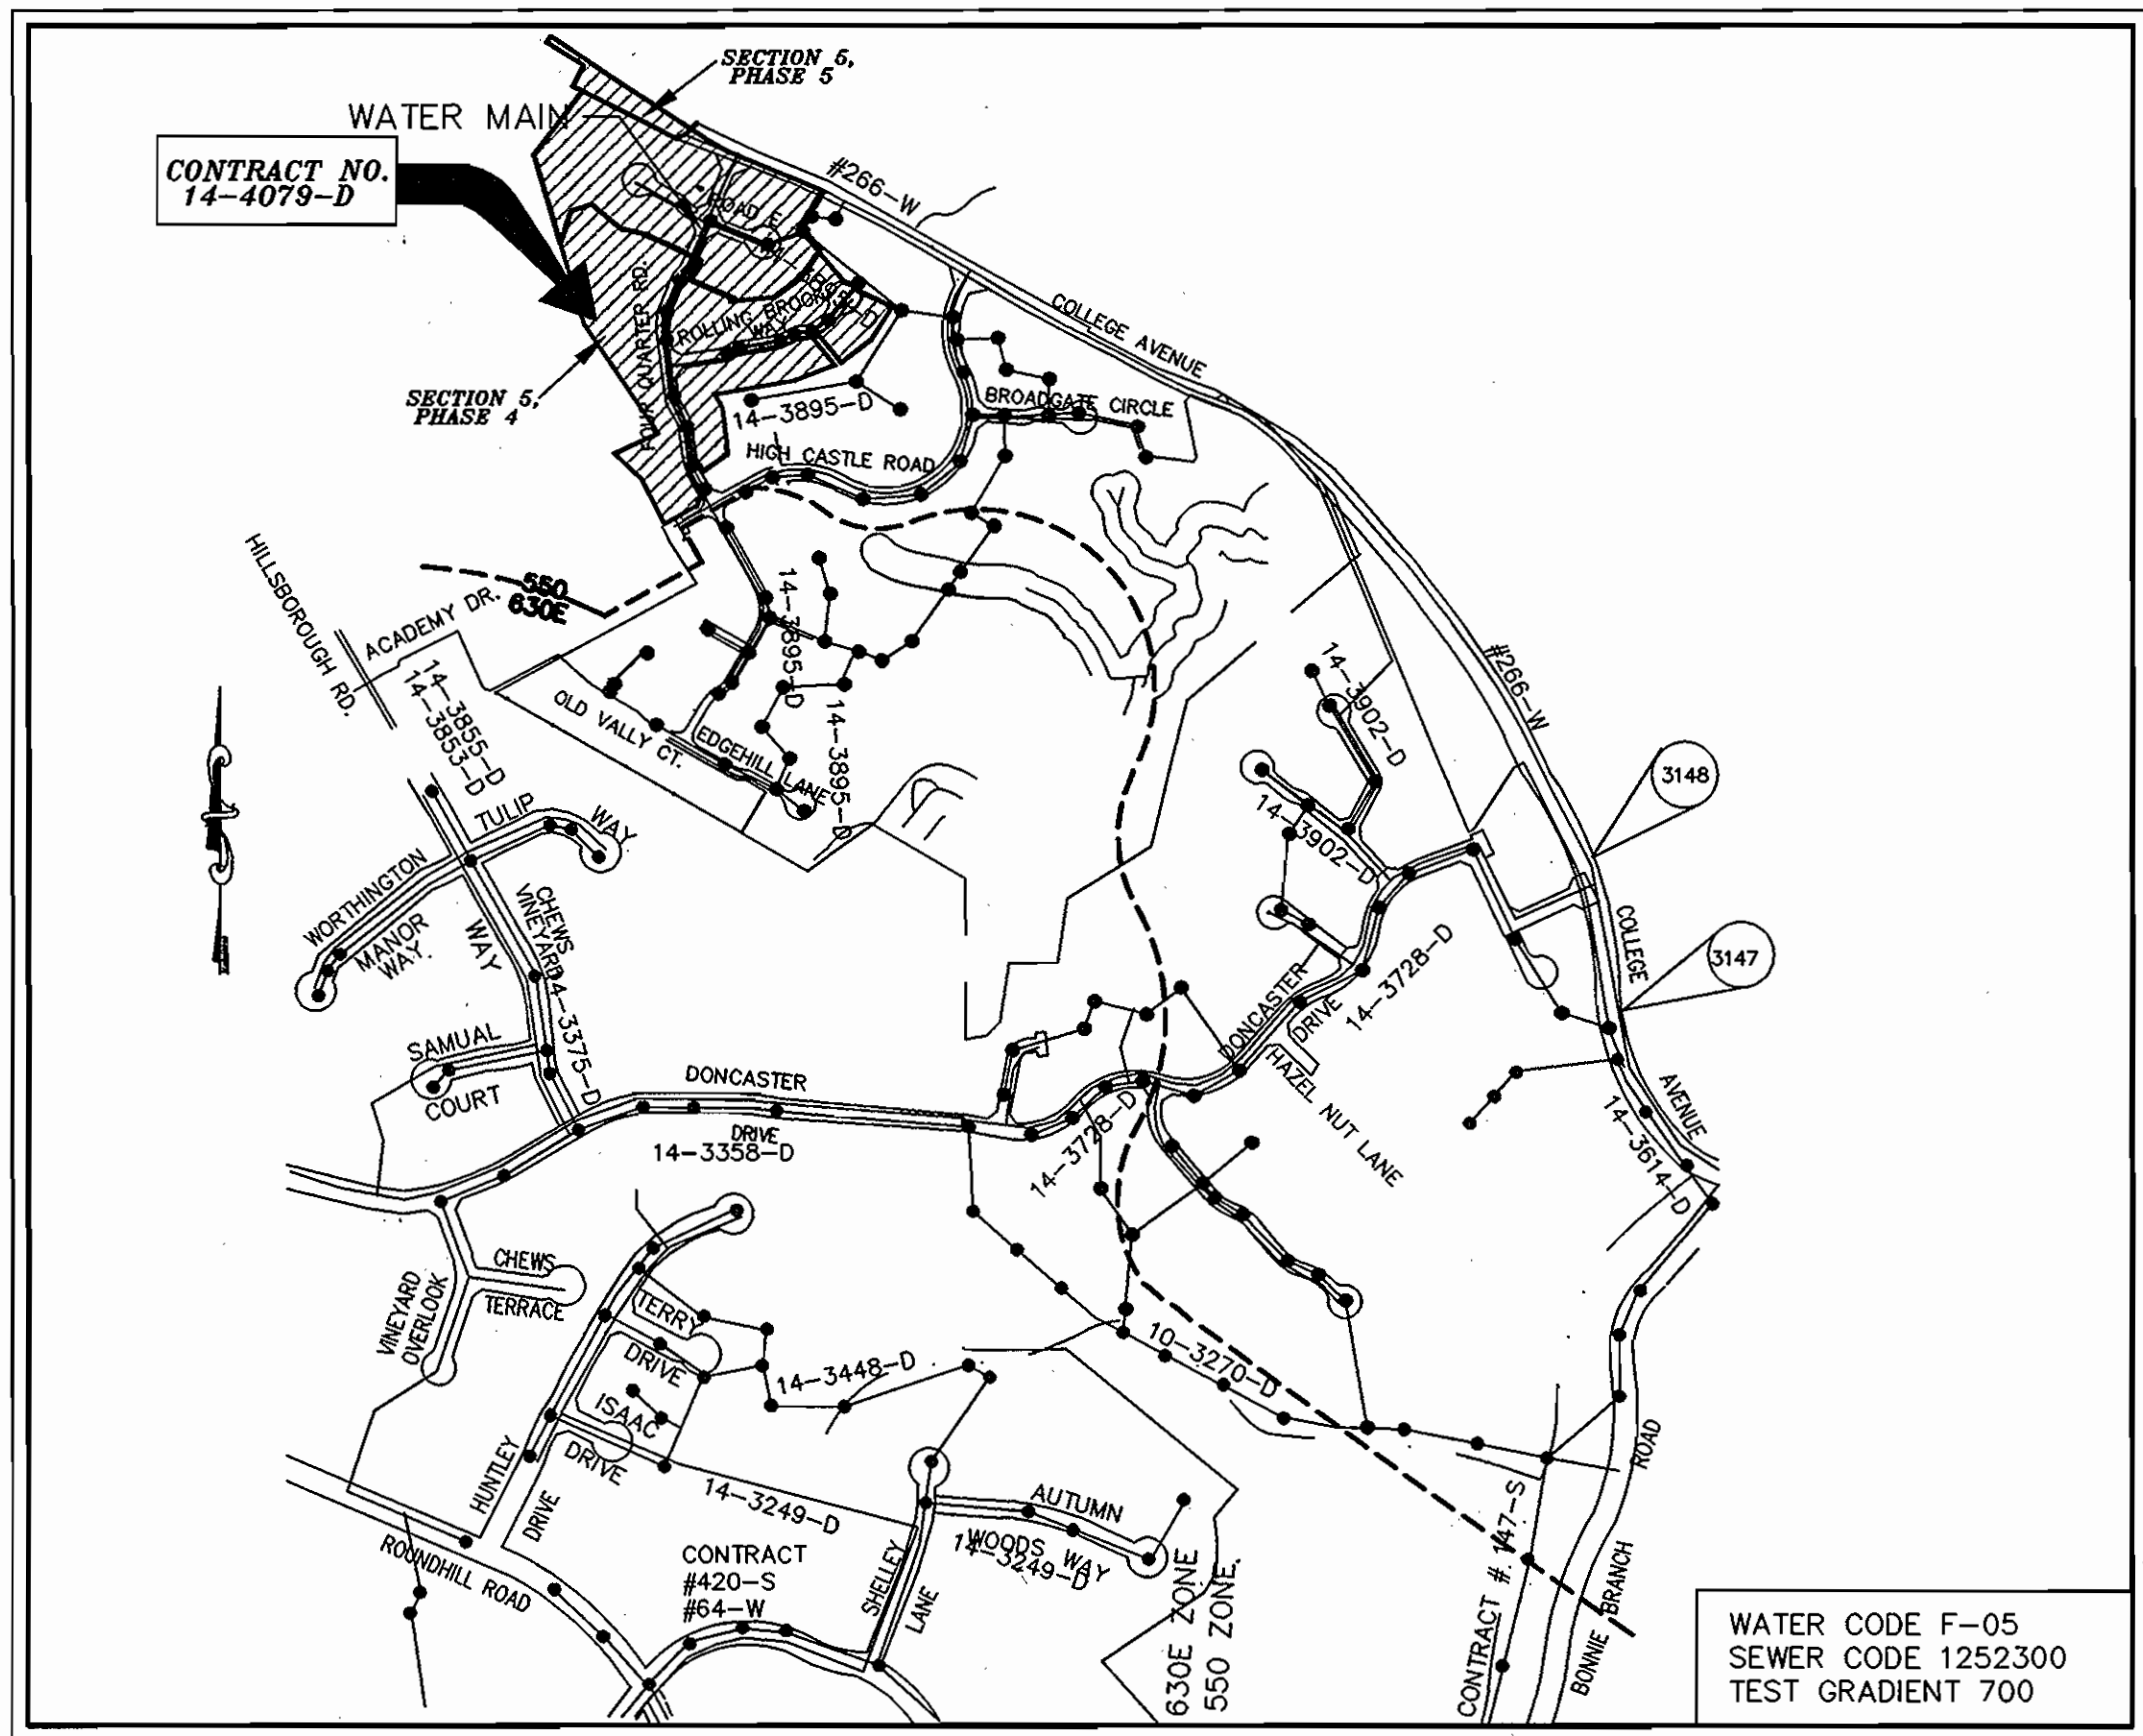 SECTION 5,
PHASE 5
WATER MAIN
CONTRACT NO.
14-4079-D
#266-W
ROAD E
FOUR QUARTER RD.
ROLLING BROOK
WAY
COLLEGE AVENUE
SECTION 5,
PHASE 4
14-3895-D
BROADGATE CIRCLE
HIGH CASTLE ROAD
HILLSBOROUGH RD.
ACADEMY DR.
550
630E
14-3855-D
14-3853-D
14-3895-D
OLD VALLY CT.
EDGEHILL LANE
14-3895-D
14-3902-D
#266-W
3148
14-3902-D
TULIP
WAY
WORTHINGTON
MANOR
WAY.
CHEWS
VINEYARD
WAY
14-3375-D
COLLEGE
3147
14-3728-D
DONCASTER
DRIVE
HAZEL NUT LANE
SAMUAL
COURT
DONCASTER
DRIVE
14-3358-D
14-3728-D
AVENUE
14-3614-D
CHEWS
TERRACE
VINEYARD
OVERLOOK
TERRY
DRIVE
ISAAC
DRIVE
14-3448-D
10-3270-D
HUNTLEY
DRIVE
14-3249-D
ROUNDHILL ROAD
CONTRACT
#420-S
#64-W
SHELLEY
LANE
AUTUMN
WOODS WAY
14-3249-D
630E ZONE
550 ZONE.
CONTRACT #.147-S
BONNIE BRANCH
ROAD
WATER CODE F-05
SEWER CODE 1252300
TEST GRADIENT 700